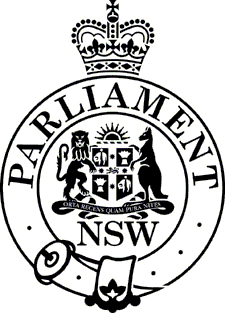 PARLIAMENT
ORTA RECENS QUAM PURA NITES
NSW